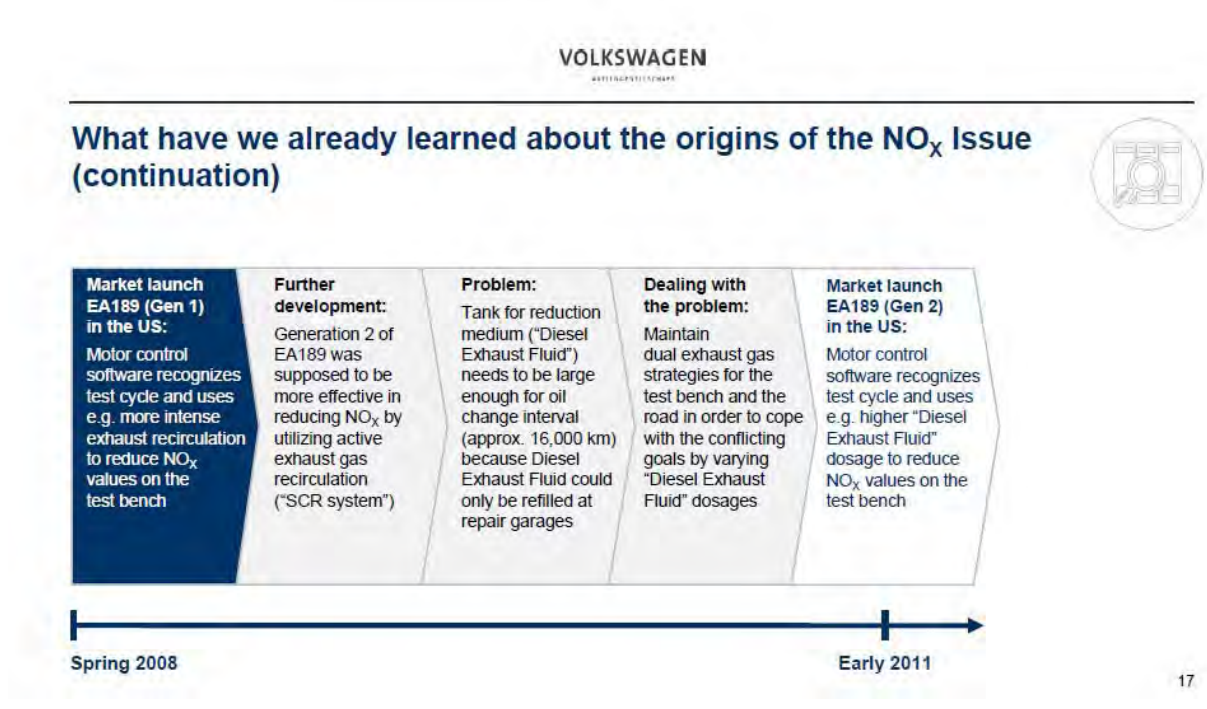 VOLKSWAGEN
AKTIENGESELLSCHAFT
What have we already learned about the origins of the NOX Issue
(continuation)
Market launch
EA189 (Gen 1)
in the US:
Motor control
software recognizes
test cycle and uses
e.g. more intense
exhaust recirculation
to reduce NOX
values on the
test bench
Further
development:
Generation 2 of
EA189 was
supposed to be
more effective in
reducing NOX by
utilizing active
exhaust gas
recirculation
(“SCR system”)
Problem:
Tank for reduction
medium (“Diesel
Exhaust Fluid”)
needs to be large
enough for oil
change interval
(approx. 16,000 km)
because Diesel
Exhaust Fluid could
only be refilled at
repair garages
Dealing with
the problem:
Maintain
dual exhaust gas
strategies for the
test bench and the
road in order to cope
with the conflicting
goals by varying
“Diesel Exhaust
Fluid” dosages
Market launch
EA189 (Gen 2)
in the US:
Motor control
software recognizes
test cycle and uses
e.g. higher “Diesel
Exhaust Fluid”
dosage to reduce
NOX values on the
test bench
Spring 2008
Early 2011
17